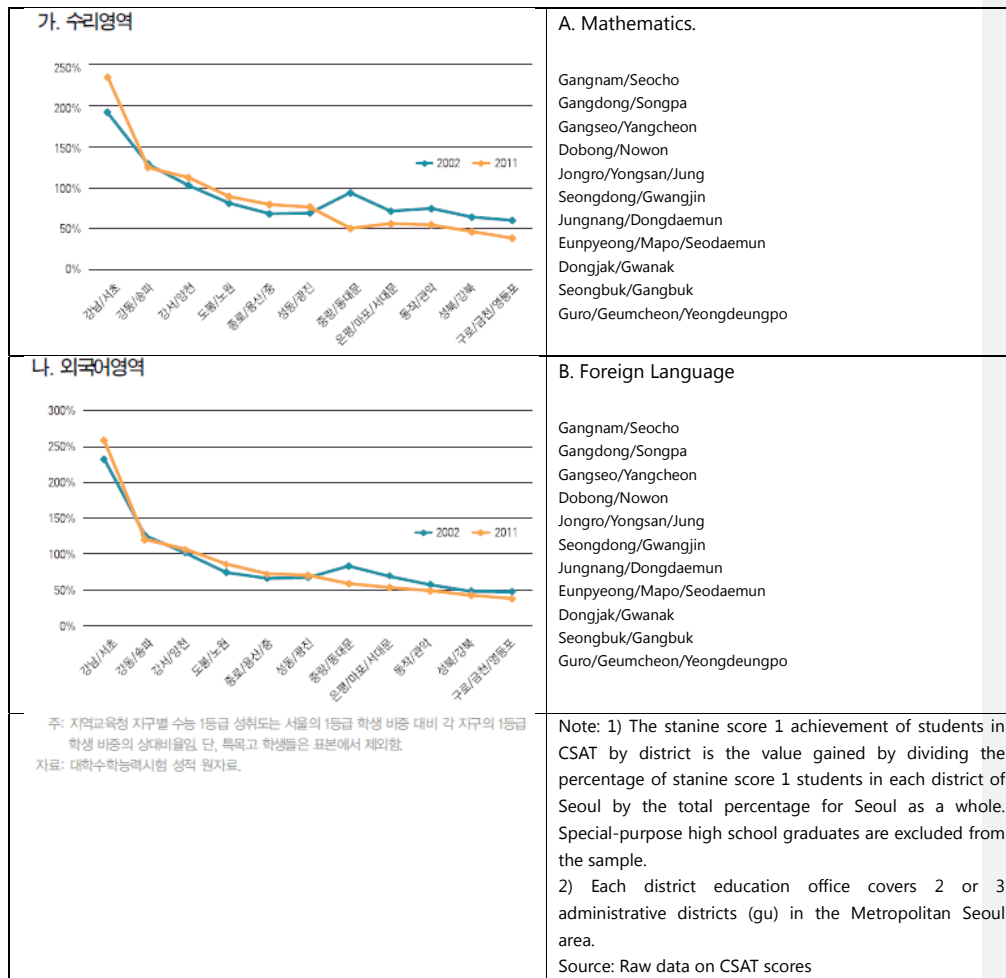 가. 수리영역
250%
200%
150%
100%
50%
0%
2002
2011
강남/서초
강동/송파
강서/양천
도봉/노원
종로/용산/중
성동/광진
중랑/동대문
은평/마포/서대문
동작/관악
성북/강북
구로/금천/영등포
A. Mathematics.
Gangnam/Seocho
Gangdong/Songpa
Gangseo/Yangcheon
Dobong/Nowon
Jongro/Yongsan/Jung
Seongdong/Gwangjin
Jungnang/Dongdaemun
Eunpyeong/Mapo/Seodaemun
Dongjak/Gwanak
Seongbuk/Gangbuk
Guro/Geumcheon/Yeongdeungpo
나. 외국어영역
300%
250%
200%
150%
100%
50%
0%
2002
2011
강남/서초
강동/송파
강서/양천
도봉/노원
종로/용산/중
성동/광진
중랑/동대문
은평/마포/서대문
동작/관악
성북/강북
구로/금천/영등포
B. Foreign Language
Gangnam/Seocho
Gangdong/Songpa
Gangseo/Yangcheon
Dobong/Nowon
Jongro/Yongsan/Jung
Seongdong/Gwangjin
Jungnang/Dongdaemun
Eunpyeong/Mapo/Seodaemun
Dongjak/Gwanak
Seongbuk/Gangbuk
Guro/Geumcheon/Yeongdeungpo
주: 지역교육청 지구별 수능 1등급 성취도는 서울의 1등급 학생 비중 대비 각 지구의 1등급
학생 비중의 상대비율임. 단, 특목고 학생들은 표본에서 제외함.
자료: 대학수학능력시험 성적 원자료.
Note: 1) The stanine score 1 achievement of students in
CSAT by district is the value gained by dividing the
percentage of stanine score 1 students in each district of
Seoul by the total percentage for Seoul as a whole.
Special-purpose high school graduates are excluded from
the sample.
2) Each district education office covers 2 or 3
administrative districts (gu) in the Metropolitan Seoul
area.
Source: Raw data on CSAT scores